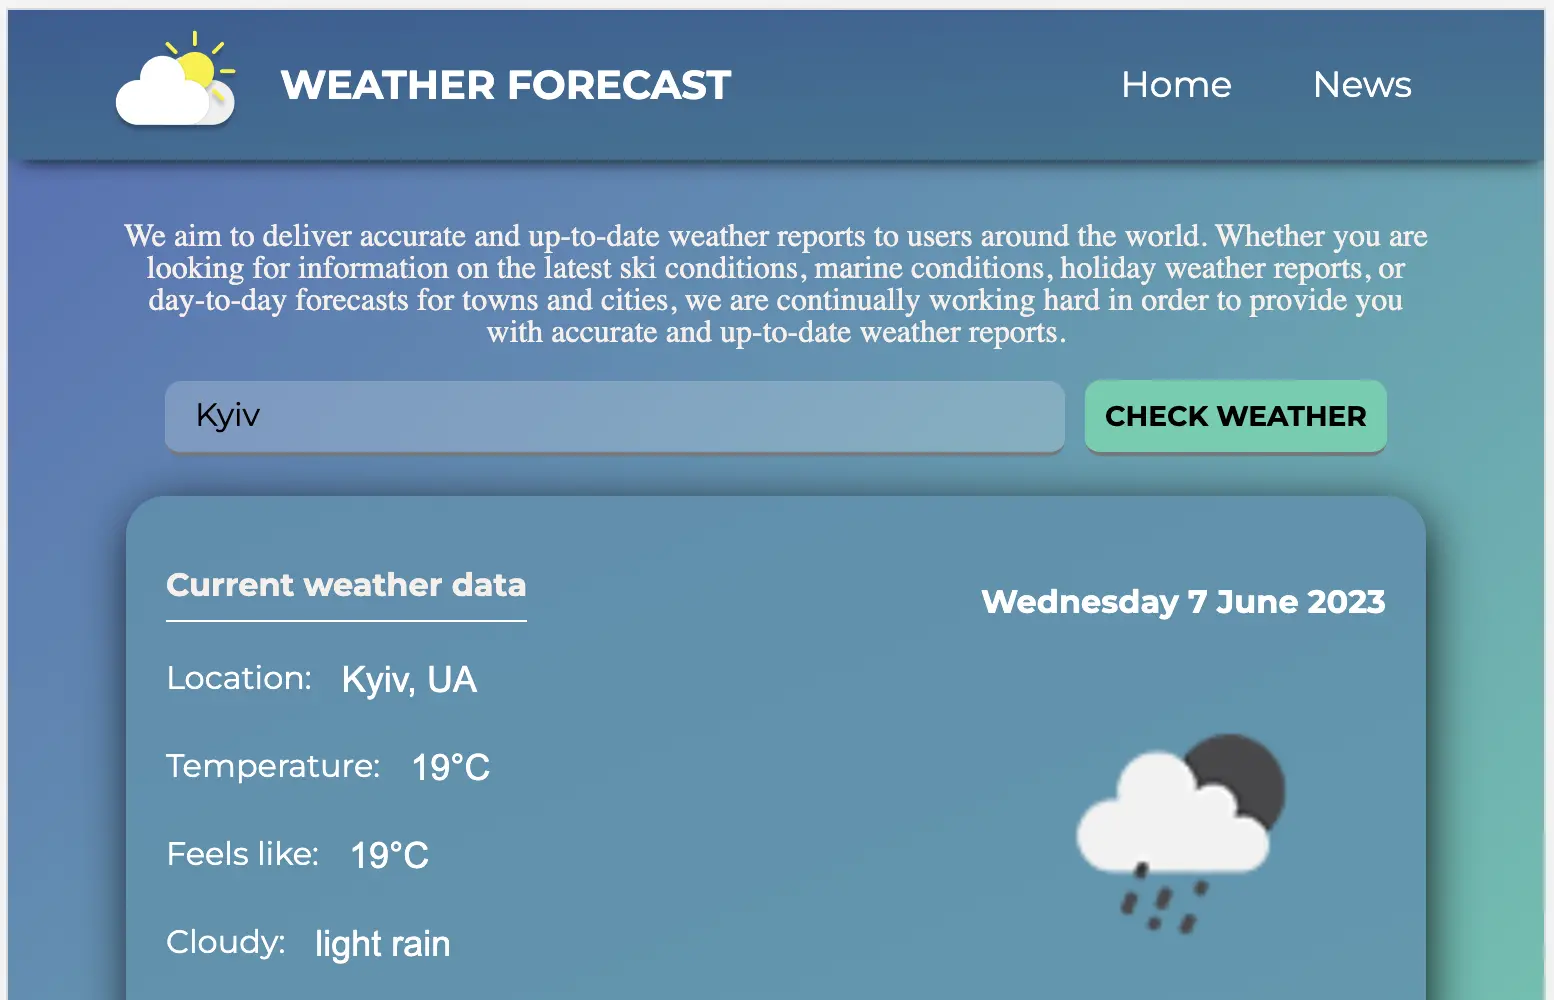 WEATHER FORECAST
Home
News
We aim to deliver accurate and up-to-date weather reports to users around the world. Whether you are
looking for information on the latest ski conditions, marine conditions, holiday weather reports, or
day-to-day forecasts for towns and cities, we are continually working hard in order to provide you
with accurate and up-to-date weather reports.
Kyiv
CHECK WEATHER
Current weather data
Wednesday 7 June 2023
Location: Kyiv, UA
Temperature: 19°C
Feels like: 19°C
Cloudy: light rain